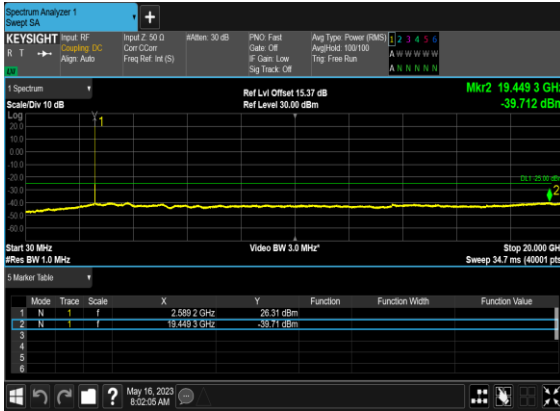 Spectrum Analyzer 1
Swept SA
+
KEYSIGHT Input: RF Input Z: 50 Ω #Atten: 30 dB PNO: Fast Avg Type: Power (RMS) 1 2 3 4 5 6
R T Coupling: DC Corr CCorr Gate: Off Avg|Hold: 100/100 A W W W W W
Align: Auto Freq Ref: Int (S) IF Gain: Low Trig: Free Run
Sig Track: Off A N N N N N
1 Spectrum Ref Lvl Offset 15.37 dB Mkr2 19.449 3 GHz
Scale/Div 10 dB Ref Level 30.00 dBm -39.712 dBm
Log
20.0
10.0
0.00
-10.0
-20.0
-30.0
-40.0
-50.0
-60.0
1
2
Start 30 MHz Video BW 3.0 MHz* Stop 20.000 GH
#Res BW 1.0 MHz Sweep 34.7 ms (40001 pts
5 Marker Table
Mode Trace Scale X Y Function Function Width Function Value
1 N 1 f 2.589 2 GHz 26.31 dBm
2 N 1 f 19.449 3 GHz -39.71 dBm
3
4
5
6
? May 16, 2023
8:02:05 AM